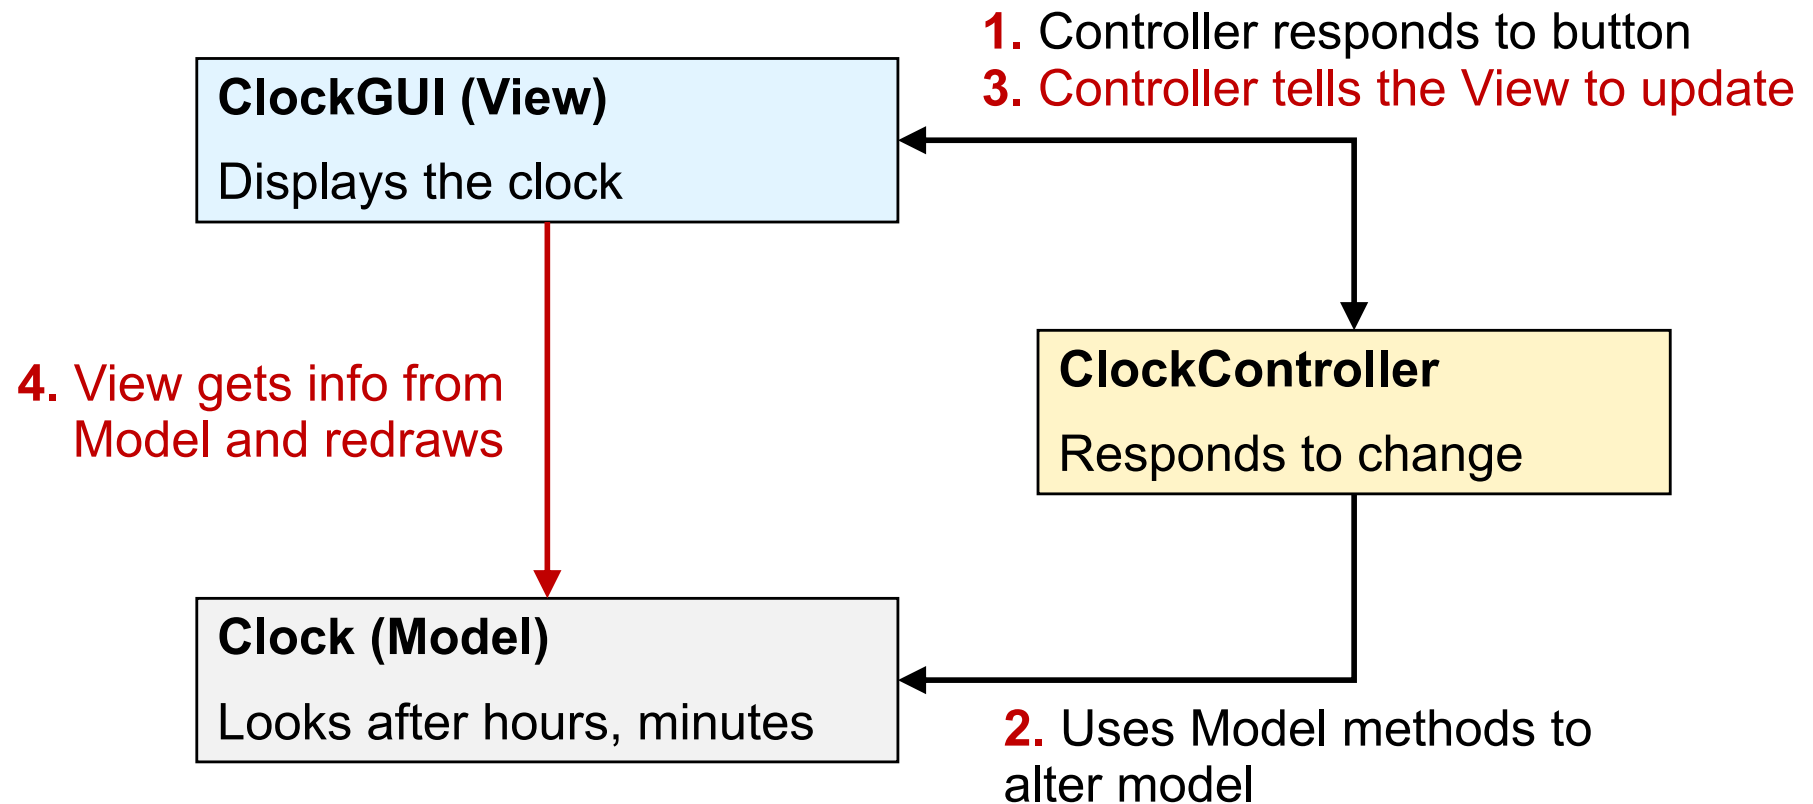 1. Controller responds to button
3. Controller tells the View to update
ClockGUI (View)
Displays the clock
4. View gets info from
Model and redraws
ClockController
Responds to change
Clock (Model)
Looks after hours, minutes
2. Uses Model methods to
alter model